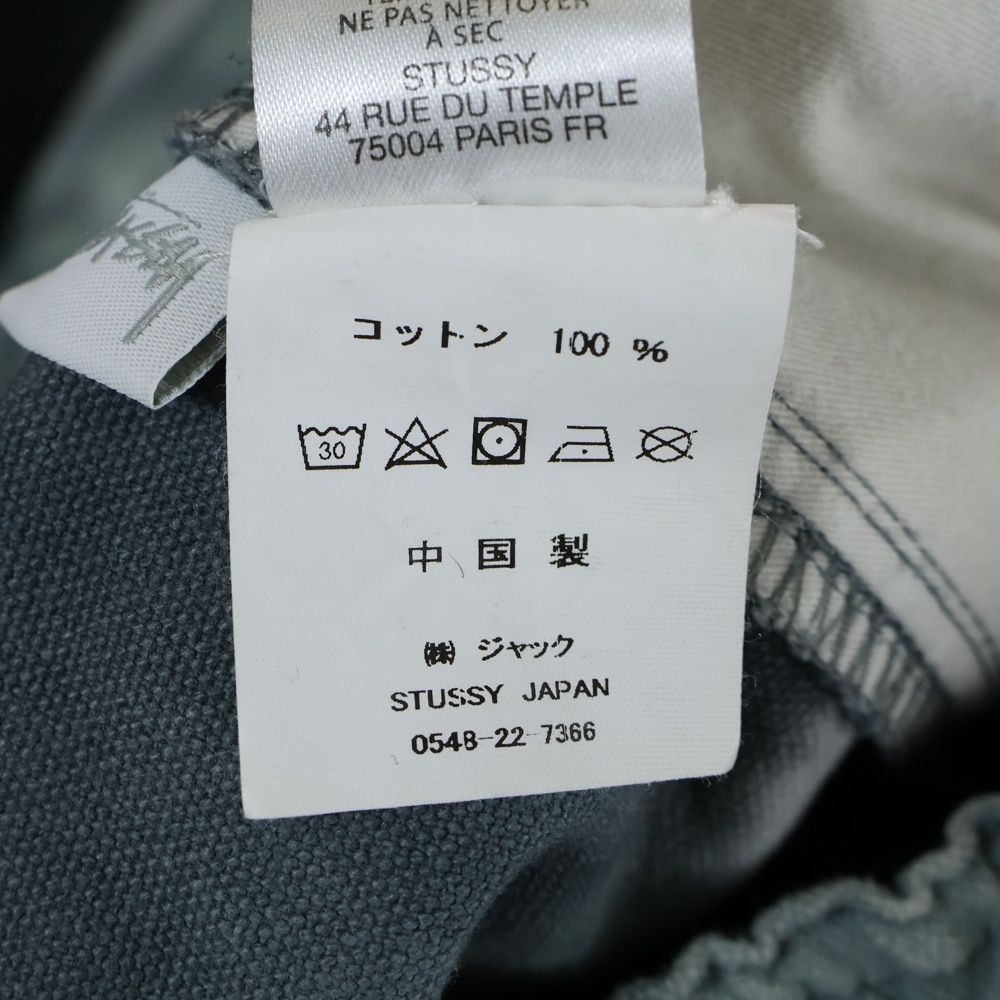 NE PAS NETTOYER
À SEC
STUSSY
44 RUE DU TEMPLE
75004 PARIS FR
コットン 100 %
30
中国製
㈱ ジャック
STUSSY JAPAN
0548-22-7366